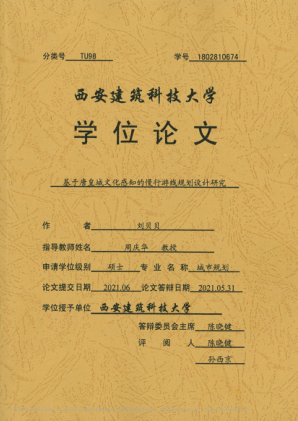 分类号 TU98 学号 1802810674
西安建筑科技大学
学位论文
基于唐皇城文化感知的慢行游线规划设计研究
作者 刘贝贝
指导教师姓名 周庆华 教授
申请学位级别 硕士 专业名称 城市规划
论文提交日期 2021.06 论文答辩日期 2021.05.31
学位授予单位 西安建筑科技大学
答辩委员会主席 陈晓键
评阅人 陈晓键
孙西京